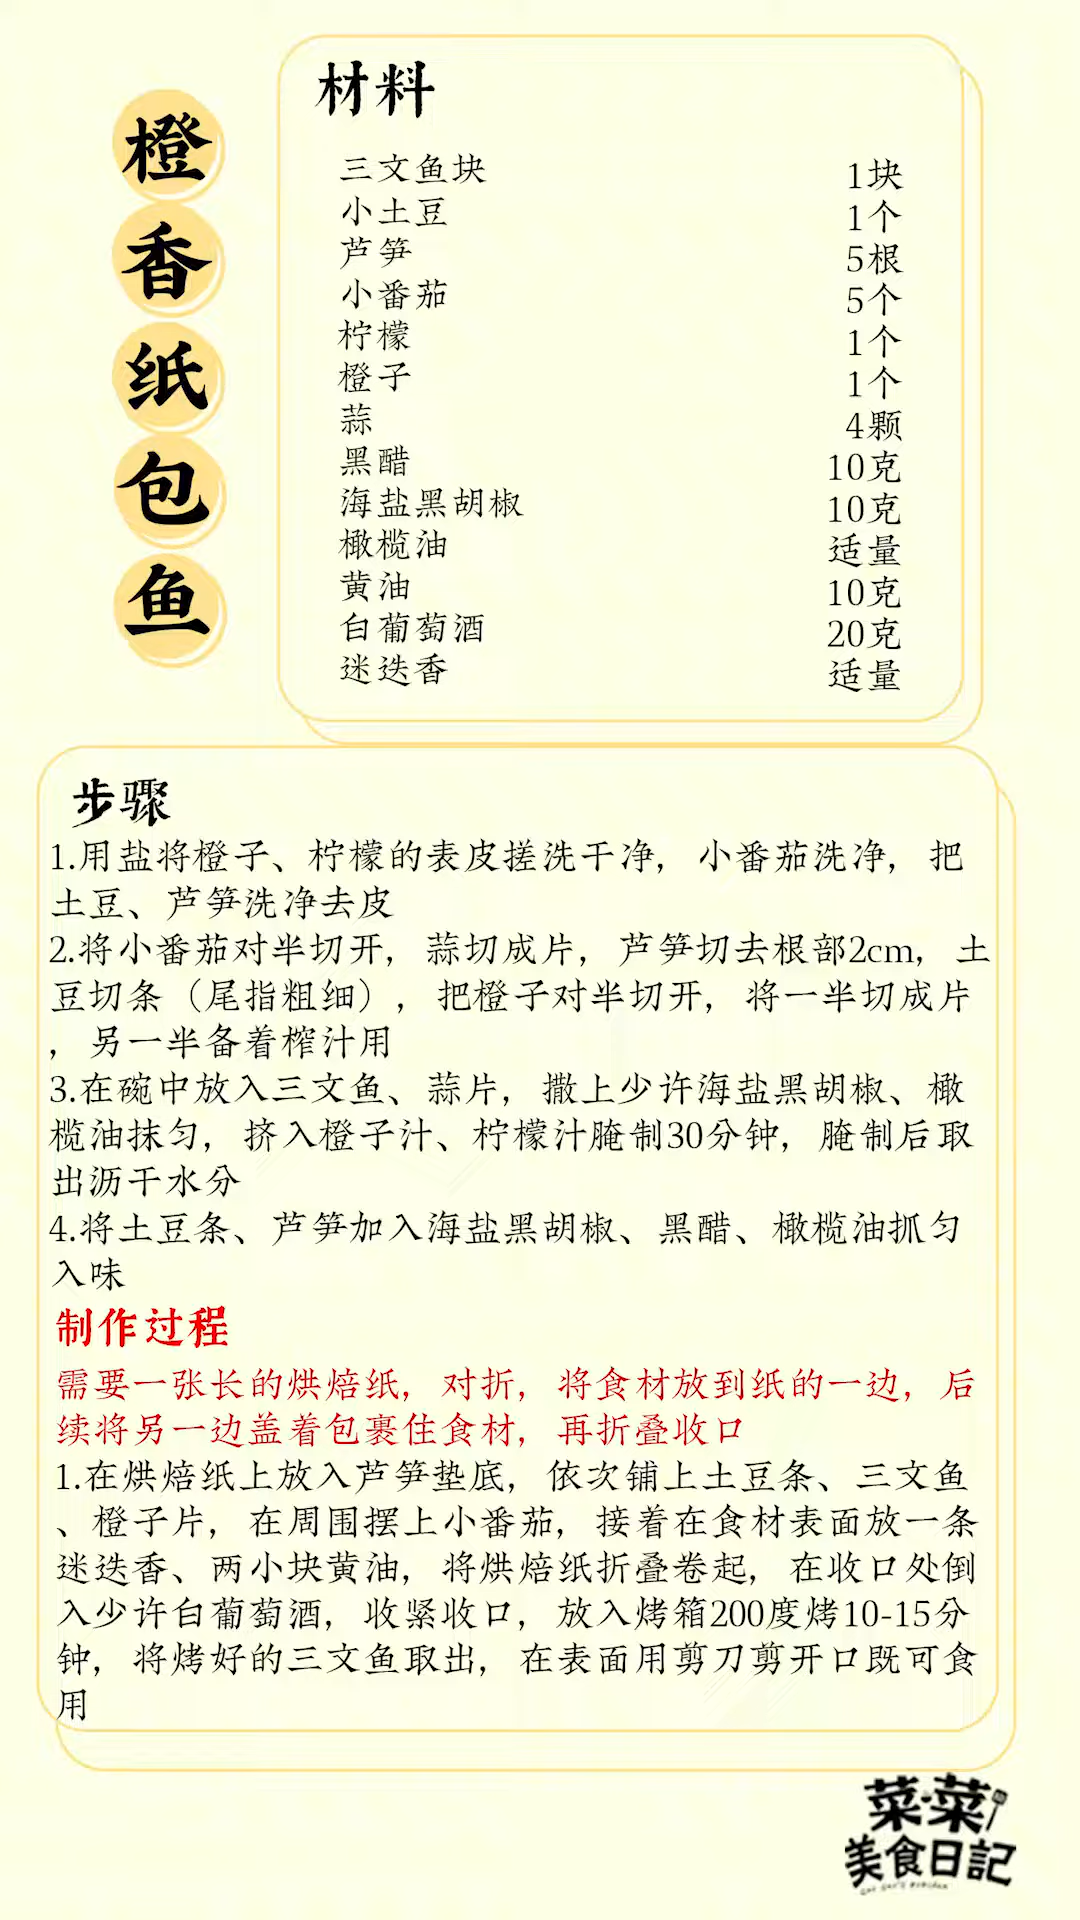 橙香纸包鱼
材料
三文鱼块 1块
小土豆 1个
芦笋 5根
小番茄 5个
柠檬 1个
橙子 1个
蒜 4颗
黑醋 10克
海盐黑胡椒 10克
橄榄油 适量
黄油 10克
白葡萄酒 20克
迷迭香 适量
步骤
1.用盐将橙子、柠檬的表皮搓洗干净，小番茄洗净，把
土豆、芦笋洗净去皮
2.将小番茄对半切开，蒜切成片，芦笋切去根部2cm，土
豆切条（尾指粗细），把橙子对半切开，将一半切成片
，另一半备着榨汁用
3.在碗中放入三文鱼、蒜片，撒上少许海盐黑胡椒、橄
榄油抹匀，挤入橙子汁、柠檬汁腌制30分钟，腌制后取
出沥干水分
4.将土豆条、芦笋加入海盐黑胡椒、黑醋、橄榄油抓匀
入味
制作过程
需要一张长的烘焙纸，对折，将食材放到纸的一边，后
续将另一边盖着包裹住食材，再折叠收口
1.在烘焙纸上放入芦笋垫底，依次铺上土豆条、三文鱼
、橙子片，在周围摆上小番茄，接着在食材表面放一条
迷迭香、两小块黄油，将烘焙纸折叠卷起，在收口处倒
入少许白葡萄酒，收紧收口，放入烤箱200度烤10-15分
钟，将烤好的三文鱼取出，在表面用剪刀剪开口既可食
用
菜菜
美食日記